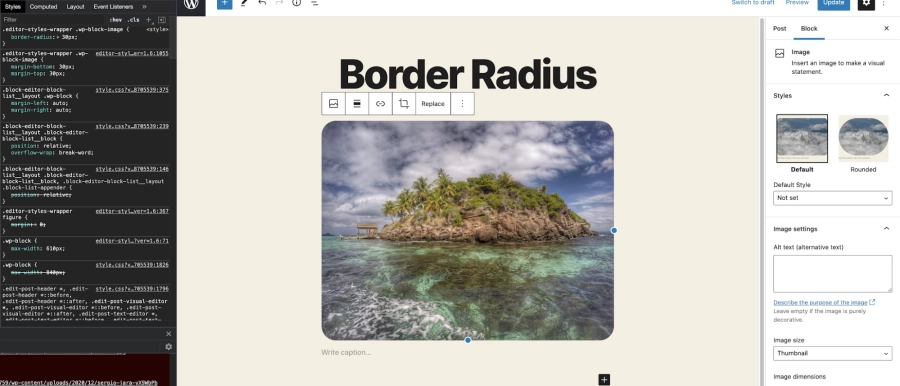 Styles Computed Layout Event Listeners »
Filter :hov .cls +
.editor-styles-wrapper .wp-block-image { <style>
border-radius: 30px;
}
.editor-styles-wrapper .wp- editor-styl…er=1.6:1055
block-image {
margin-bottom: 30px;
margin-top: 30px;
}
.block-editor-block- style.css?v…8705539:375
list__layout .wp-block {
margin-left: auto;
margin-right: auto;
}
.block-editor-block- style.css?v…8705539:239
list__layout .block-editor-
block-list__block {
position: relative;
overflow-wrap: break-word;
}
.block-editor-block- style.css?v…8705539:146
list__layout .block-editor-
block-list__block, .block-editor-block-list__layout
.block-list-appender {
position: relative;
}
.editor-styles-wrapper editor-styl…ver=1.6:367
figure {
margin: 0;
}
.wp-block { editor-styl…?ver=1.6:71
max-width: 610px;
}
.wp-block { style.css?v…705539:1826
max-width: 840px;
}
.edit-post-header *, .edit- style.css?v…705539:1796
post-header *::before,
.edit-post-header *::after, .edit-post-visual-editor
*, .edit-post-visual-editor *::before,
.edit-post-visual-editor *::after,
.edit-post-text-editor *,
759/wp-content/uploads/2020/12/sergio-jara-yX9WbPb
Switch to draft Preview Update
Border Radius
Replace
Write caption...
Post Block
Image
Insert an image to make a visual
statement.
Styles
Default Rounded
Default Style
Not set
Image settings
Alt text (alternative text)
Describe the purpose of the image
Leave empty if the image is purely
decorative.
Image size
Thumbnail
Image dimensions